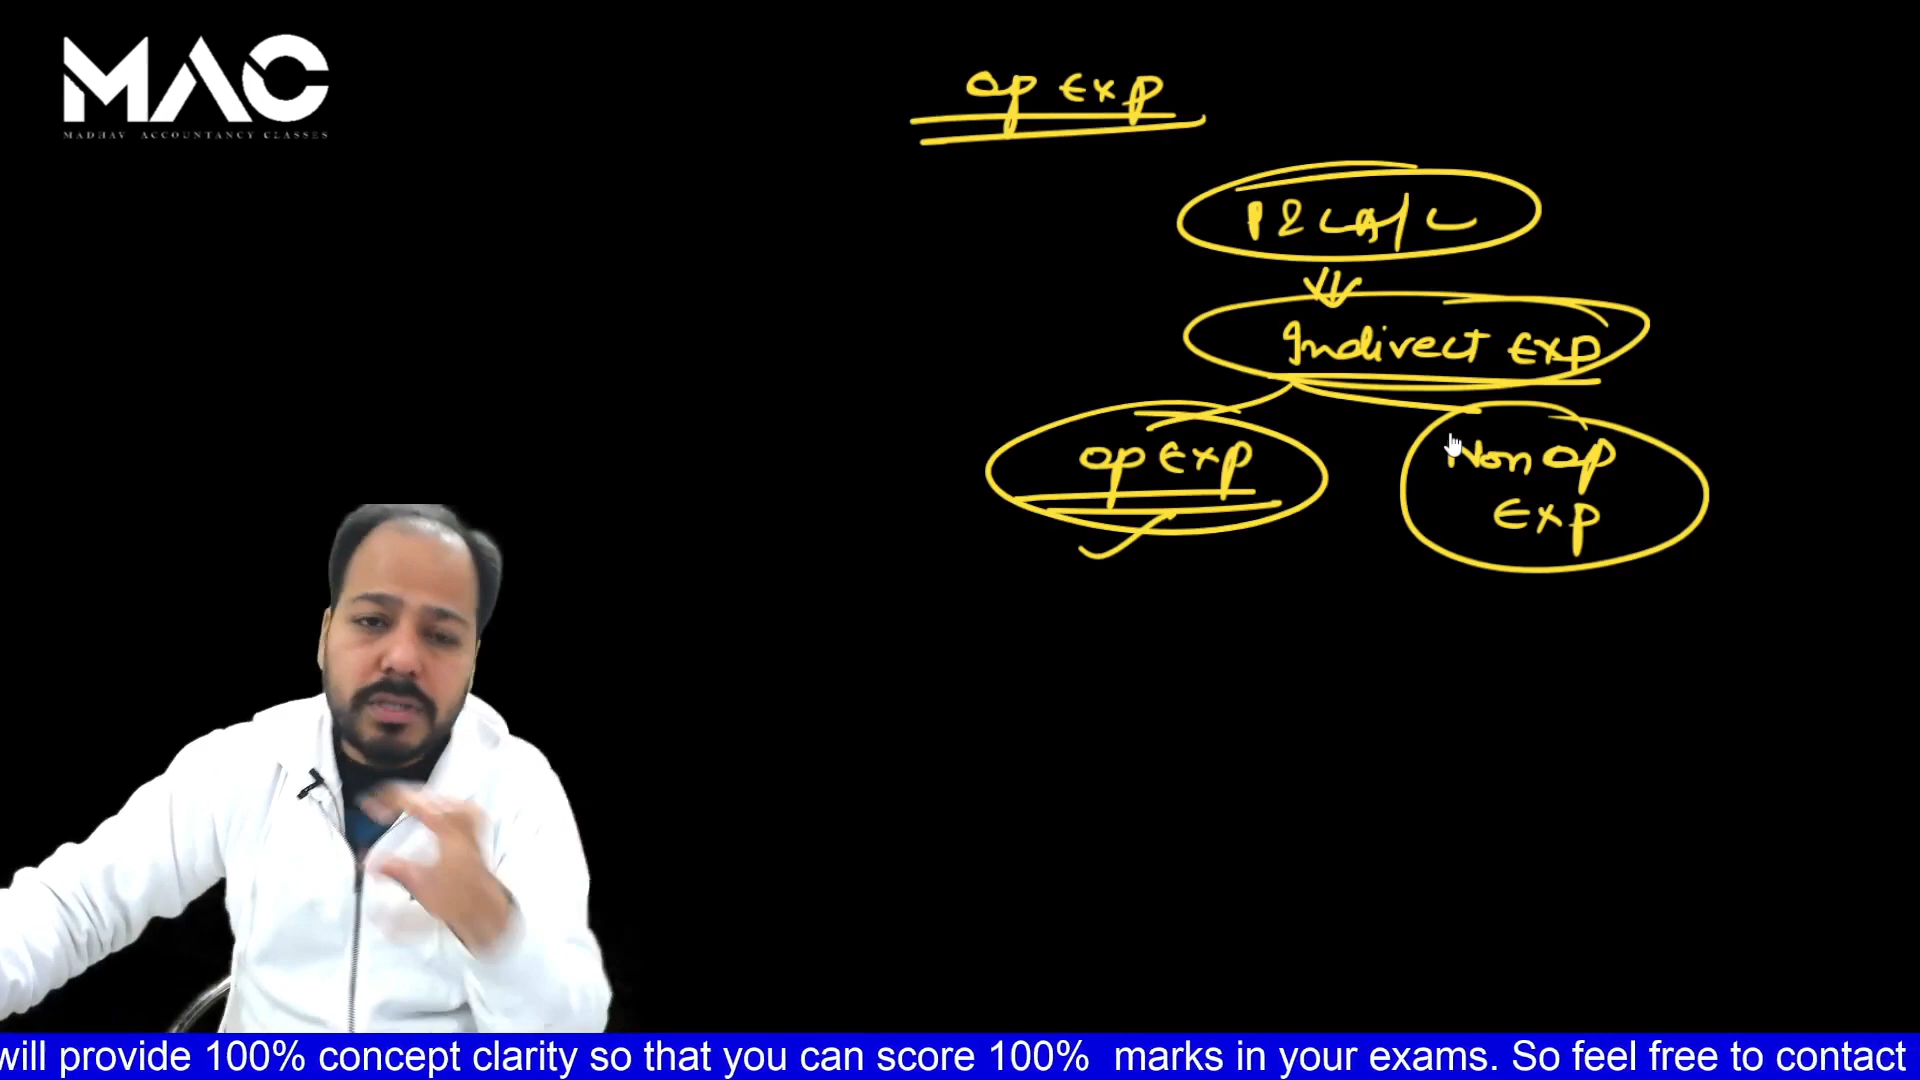 MAC
MADHAV ACCOUNTANCY CLASSES
Op Exp
P&L A/C
Indirect Exp
Op Exp
Non Op
Exp
will provide 100% concept clarity so that you can score 100% marks in your exams. So feel free to contact